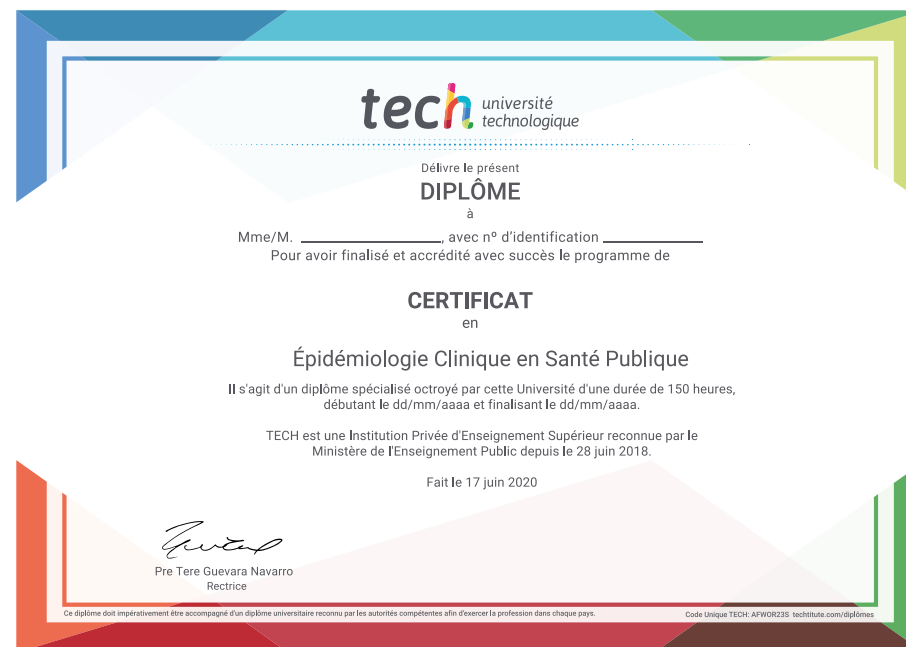 tech université
technologique
Délivre le présent
DIPLÔME
à
Mme/M. ____________________, avec nº d'identification ______________
Pour avoir finalisé et accrédité avec succès le programme de
CERTIFICAT
en
Épidémiologie Clinique en Santé Publique
Il s'agit d'un diplôme spécialisé octroyé par cette Université d'une durée de 150 heures,
débutant le dd/mm/aaaa et finalisant le dd/mm/aaaa.
TECH est une Institution Privée d'Enseignement Supérieur reconnue par le
Ministère de l'Enseignement Public depuis le 28 juin 2018.
Fait le 17 juin 2020
Pre Tere Guevara Navarro
Rectrice
Ce diplôme doit impérativement être accompagné d'un diplôme universitaire reconnu par les autorités compétentes afin d'exercer la profession dans chaque pays.
Code Unique TECH: AFWOR23S techtitute.com/diplômes